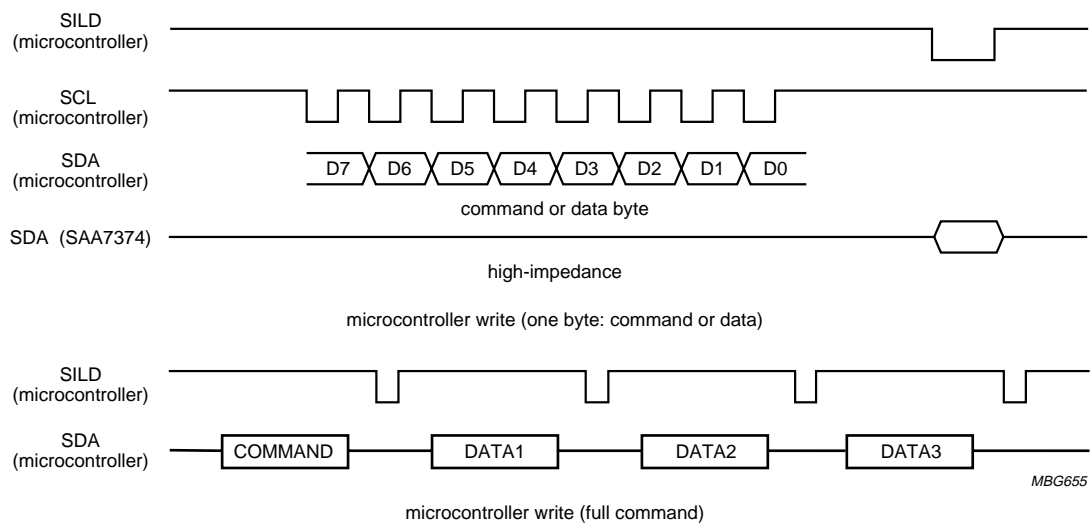 SILD
(microcontroller)
SCL
(microcontroller)
SDA
(microcontroller)
D7 D6 D5 D4 D3 D2 D1 D0
command or data byte
SDA (SAA7374)
high-impedance
microcontroller write (one byte: command or data)
SILD
(microcontroller)
SDA
(microcontroller)
COMMAND DATA1 DATA2 DATA3
MBG655
microcontroller write (full command)